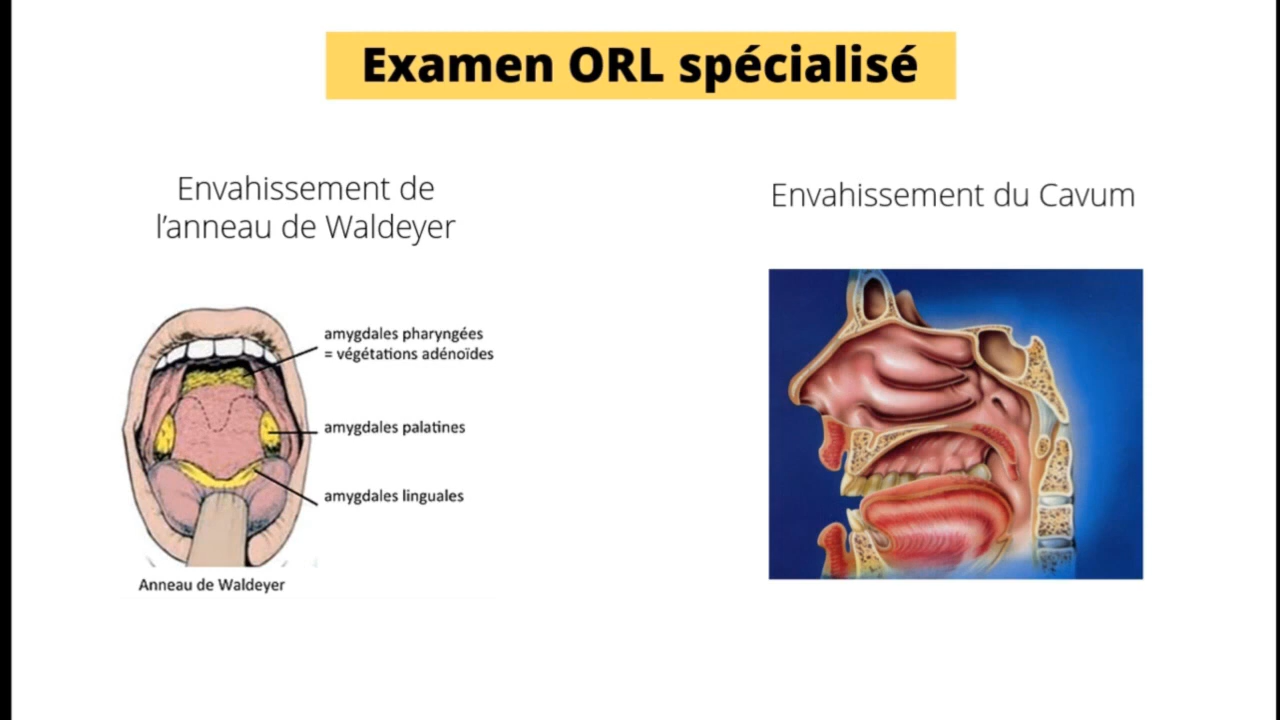 Examen ORL spécialisé
Envahissement de
l’anneau de Waldeyer
amygdales pharyngées
= végétations adénoïdes
amygdales palatines
amygdales linguales
Anneau de Waldeyer
Envahissement du Cavum